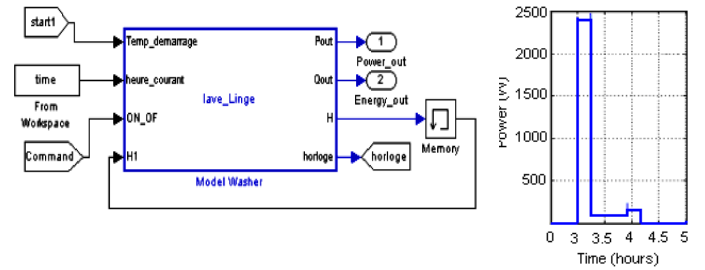 start1
Temp_demarrage
Pout
1
Power_out
time
From
Workspace
heure_courant
lave_Linge
Qout
2
Energy_out
ON_OF
H
Memory
Command
H1
horloge
horloge
Model Washer
2500
2000
1500
1000
500
Power (W)
0 3 3.5 4 4.5 5
Time (hours)